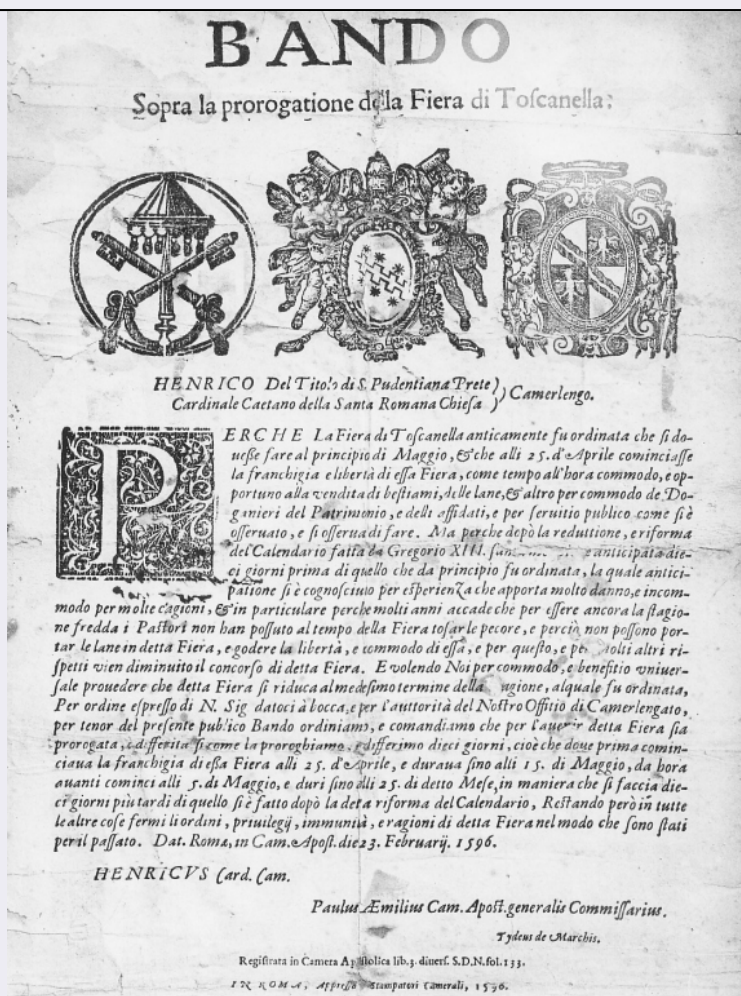 BANDO
Sopra la prorogatione della Fiera di Toſcanella;
HENRICO Del Titolo di S. Pudentiana Prete)
Cardinale Caetano della Santa Romana Chieſa ) ) Camerlengo.
PERCHE La Fiera di Toſcanella anticamente fu ordinata che ſi do-
ueſſe fare al principio di Maggio, & che alli 25. d'Aprile cominciaſſe
la franchigia e libertà di eſſa Fiera, come tempo all'hora commodo, e op-
portuno alla vendita di beſtiami, delle lane, & altro per commodo de Do-
ganieri del Patrimonio, e delli affidati, e per ſeruitio publico come ſi è
oſſeruato, e ſi oſſerua di fare. Ma perche dopò la reduttione, e riforma
del Calendario fatta da Gregorio XIII. è anticipata die-
ci giorni prima di quello che da principio fu ordinata, la quale antici-
patione ſi è cognoſciuto per eſperienza che apporta molto danno, e incom-
modo per molte cagioni, & in particulare perche molti anni accade che per eſſere ancora la ſtagio-
ne fredda i Paſtori non han poſſuto al tempo della Fiera toſar le pecore, e perciò non poſſono por-
tar le lane in detta Fiera, e godere la libertà, e commodo di eſſa, e per queſto, e per molti altri ri-
ſpetti vien diminuito il concorſo di detta Fiera. E volendo Noi per commodo, e benefitio vniuer-
ſale prouedere che detta Fiera ſi riduca al medeſimo termine della ſtagione, al quale fu ordinata,
Per ordine eſpreſſo di N. Sig datoci à bocca, e per l'auttorità del Noſtro Offitio di Camerlengato,
per tenor del preſente publico Bando ordiniamo, e comandiamo che per l'auenir detta Fiera ſia
prorogata, e differita ſi come la proroghiamo, e differimo dieci giorni, cioè che doue prima comin-
ciaua la franchigia di eſſa Fiera alli 25. d'Aprile, e duraua ſino alli 15. di Maggio, da hora
auanti cominci alli 5. di Maggio, e duri ſino alli 25. di detto Meſe, in maniera che ſi faccia die-
ci giorni più tardi di quello ſi è fatto dopò la detta riforma del Calendario, Reſtando però in tutte
le altre coſe fermi li ordini, priuilegij, immunità, e ragioni di detta Fiera nel modo che ſono ſtati
per il paſſato. Dat. Roma, in Cam. Apoſt. die 23. Februarij. 1596.
HENRICVS Card. Cam.
Paulus Æmilius Cam. Apoſt. generalis Commiſſarius.
Tydeus de Marchis.
Regiſtrata in Camera Apoſtolica lib. 3. diuerſ. S.D.N. fol. 133.
IN ROMA, Appreſſo Stampatori Camerali, 1596.